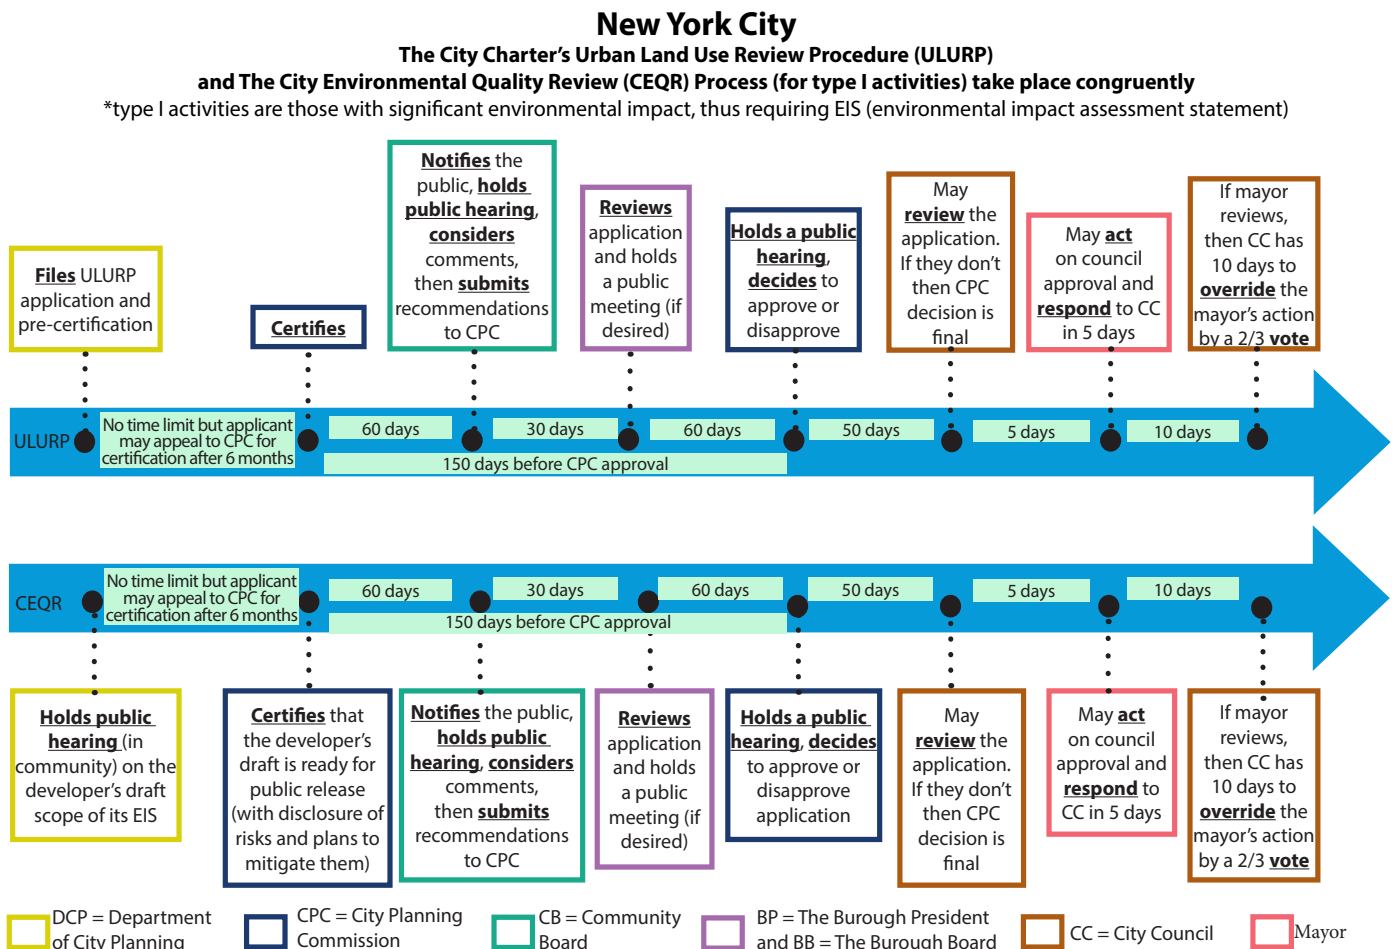 New York City
The City Charter's Urban Land Use Review Procedure (ULURP)
and The City Environmental Quality Review (CEQR) Process (for type I activities) take place congruently
*type I activities are those with significant environmental impact, thus requiring EIS (environmental impact assessment statement)
Files ULURP
application and
pre-certification
Certifies
Notifies the
public, holds
public hearing,
considers
comments,
then submits
recommendations
to CPC
Reviews
application
and holds
a public
meeting (if
desired)
Holds a public
hearing,
decides to
approve or
disapprove
May
review the
application.
If they don't
then CPC
decision is
final
May act
on council
approval and
respond to CC
in 5 days
If mayor
reviews,
then CC has
10 days to
override the
mayor's action
by a 2/3 vote
ULURP
No time limit but applicant
may appeal to CPC for
certification after 6 months
60 days
30 days
60 days
50 days
5 days
10 days
150 days before CPC approval
CEQR
No time limit but applicant
may appeal to CPC for
certification after 6 months
60 days
30 days
60 days
50 days
5 days
10 days
150 days before CPC approval
Holds public
hearing (in
community) on the
developer's draft
scope of its EIS
Certifies that
the developer's
draft is ready for
public release
(with disclosure of
risks and plans to
mitigate them)
Notifies the public,
holds public
hearing, considers
comments,
then submits
recommendations
to CPC
Reviews
application
and holds
a public
meeting (if
desired)
Holds a public
hearing, decides
to approve or
disapprove
application
May
review the
application.
If they don't
then CPC
decision is
final
May act
on council
approval and
respond to
CC in 5 days
If mayor
reviews,
then CC has
10 days to
override the
mayor's action
by a 2/3 vote
DCP = Department
of City Planning
CPC = City Planning
Commission
CB = Community
Board
BP = The Burough President
and BB = The Burough Board
CC = City Council
Mayor